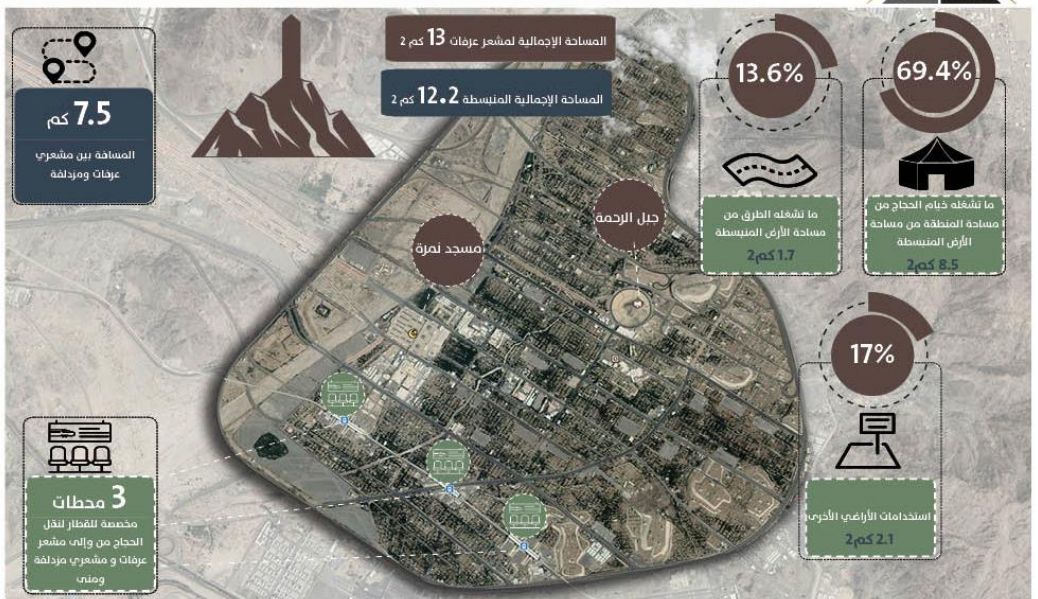 المساحة الإجمالية لمشعر عرفات 13 كم 2
المساحة الإجمالية المنبسطة 12.2 كم 2
69.4%
ما تشغله خيام الحجاج من
مساحة المنطقة من مساحة
الأرض المنبسطة
8.5 كم2
13.6%
ما تشغله الطرق من
مساحة الأرض المنبسطة
1.7 كم2
7.5 كم
المسافة بين مشعري
عرفات ومزدلفة
جبل الرحمة
مسجد نمرة
17%
استخدامات الأراضي الأخرى
2.1 كم2
3 محطات
مخصصة للقطار لنقل
الحجاج من وإلى مشعر
عرفات و مشعري مزدلفة
ومنى